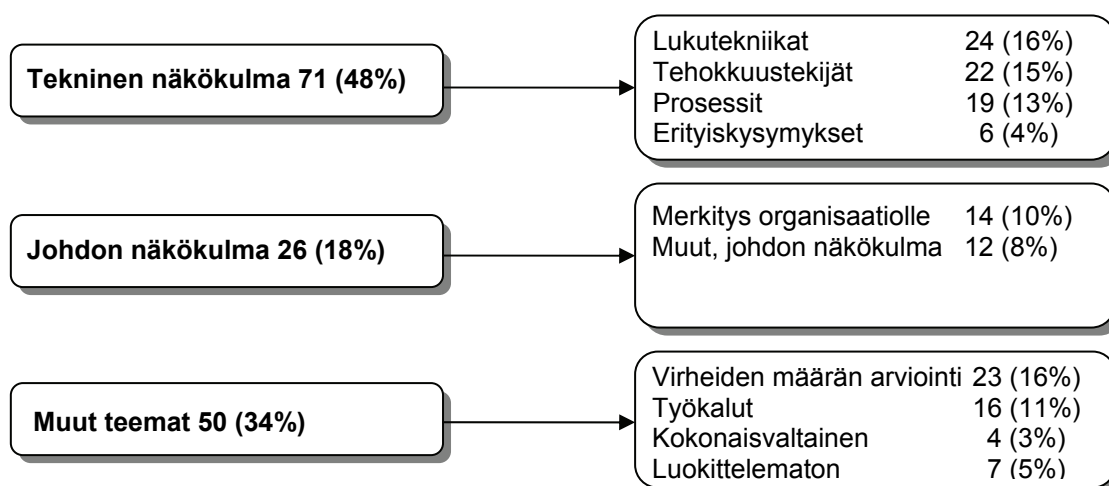 Tekninen näkökulma 71 (48%)
Lukutekniikat 24 (16%)
Tehokkuustekijät 22 (15%)
Prosessit 19 (13%)
Erityiskysymykset 6 (4%)
Johdon näkökulma 26 (18%)
Merkitys organisaatiolle 14 (10%)
Muut, johdon näkökulma 12 (8%)
Muut teemat 50 (34%)
Virheiden määrän arviointi 23 (16%)
Työkalut 16 (11%)
Kokonaisvaltainen 4 (3%)
Luokittelematon 7 (5%)